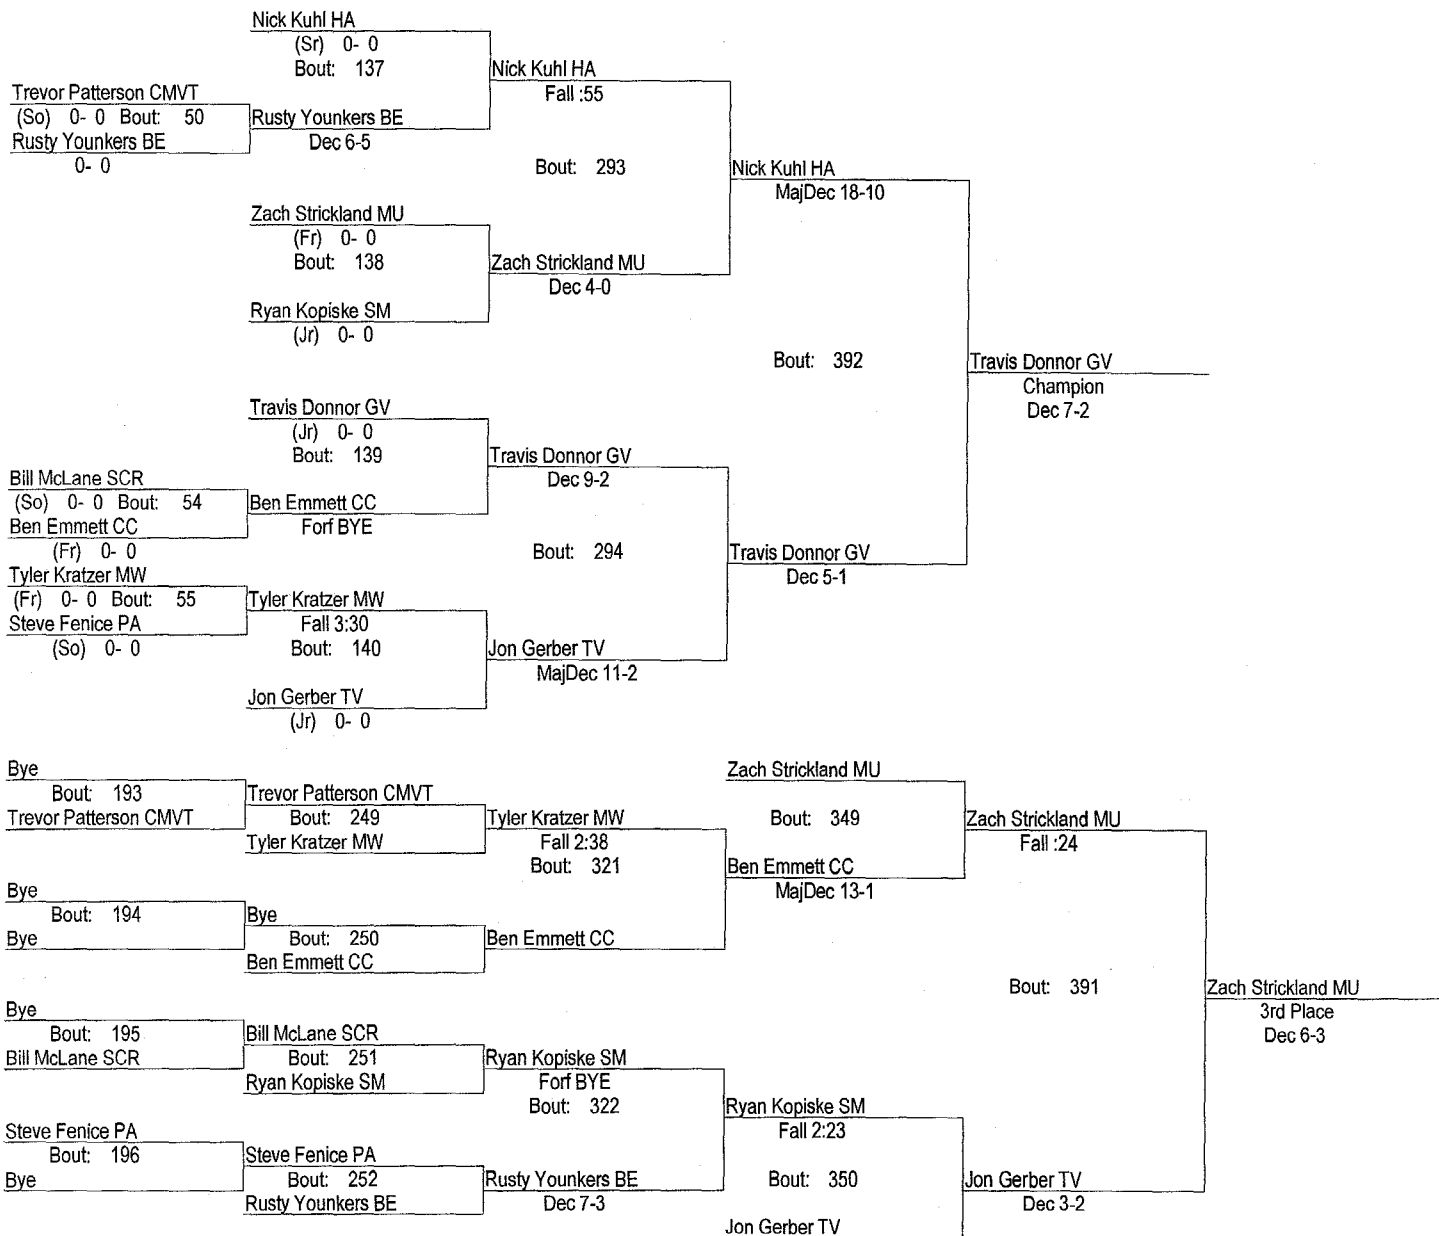 Nick Kuhl HA
(Sr) 0- 0
Bout: 137
Nick Kuhl HA
Fall :55
Trevor Patterson CMVT
(So) 0- 0 Bout: 50
Rusty Younkers BE
0- 0
Rusty Younkers BE
Dec 6-5
Bout: 293
Nick Kuhl HA
MajDec 18-10
Zach Strickland MU
(Fr) 0- 0
Bout: 138
Zach Strickland MU
Dec 4-0
Ryan Kopiske SM
(Jr) 0- 0
Bout: 392
Travis Donnor GV
Champion
Dec 7-2
Travis Donnor GV
(Jr) 0- 0
Bout: 139
Travis Donnor GV
Dec 9-2
Bill McLane SCR
(So) 0- 0 Bout: 54
Ben Emmett CC
(Fr) 0- 0
Ben Emmett CC
Forf BYE
Bout: 294
Travis Donnor GV
Dec 5-1
Tyler Kratzer MW
(Fr) 0- 0 Bout: 55
Steve Fenice PA
(So) 0- 0
Tyler Kratzer MW
Fall 3:30
Bout: 140
Jon Gerber TV
MajDec 11-2
Jon Gerber TV
(Jr) 0- 0
Bye
Bout: 193
Trevor Patterson CMVT
Trevor Patterson CMVT
Bout: 249
Tyler Kratzer MW
Tyler Kratzer MW
Fall 2:38
Bout: 321
Zach Strickland MU
Bout: 349
Zach Strickland MU
Fall :24
Ben Emmett CC
MajDec 13-1
Bye
Bout: 194
Bye
Bye
Bout: 250
Ben Emmett CC
Ben Emmett CC
Bout: 391
Zach Strickland MU
3rd Place
Dec 6-3
Bye
Bout: 195
Bill McLane SCR
Bill McLane SCR
Bout: 251
Ryan Kopiske SM
Ryan Kopiske SM
Forf BYE
Bout: 322
Ryan Kopiske SM
Fall 2:23
Steve Fenice PA
Bout: 196
Bye
Steve Fenice PA
Bout: 252
Rusty Younkers BE
Rusty Younkers BE
Dec 7-3
Bout: 350
Jon Gerber TV
Dec 3-2
Jon Gerber TV